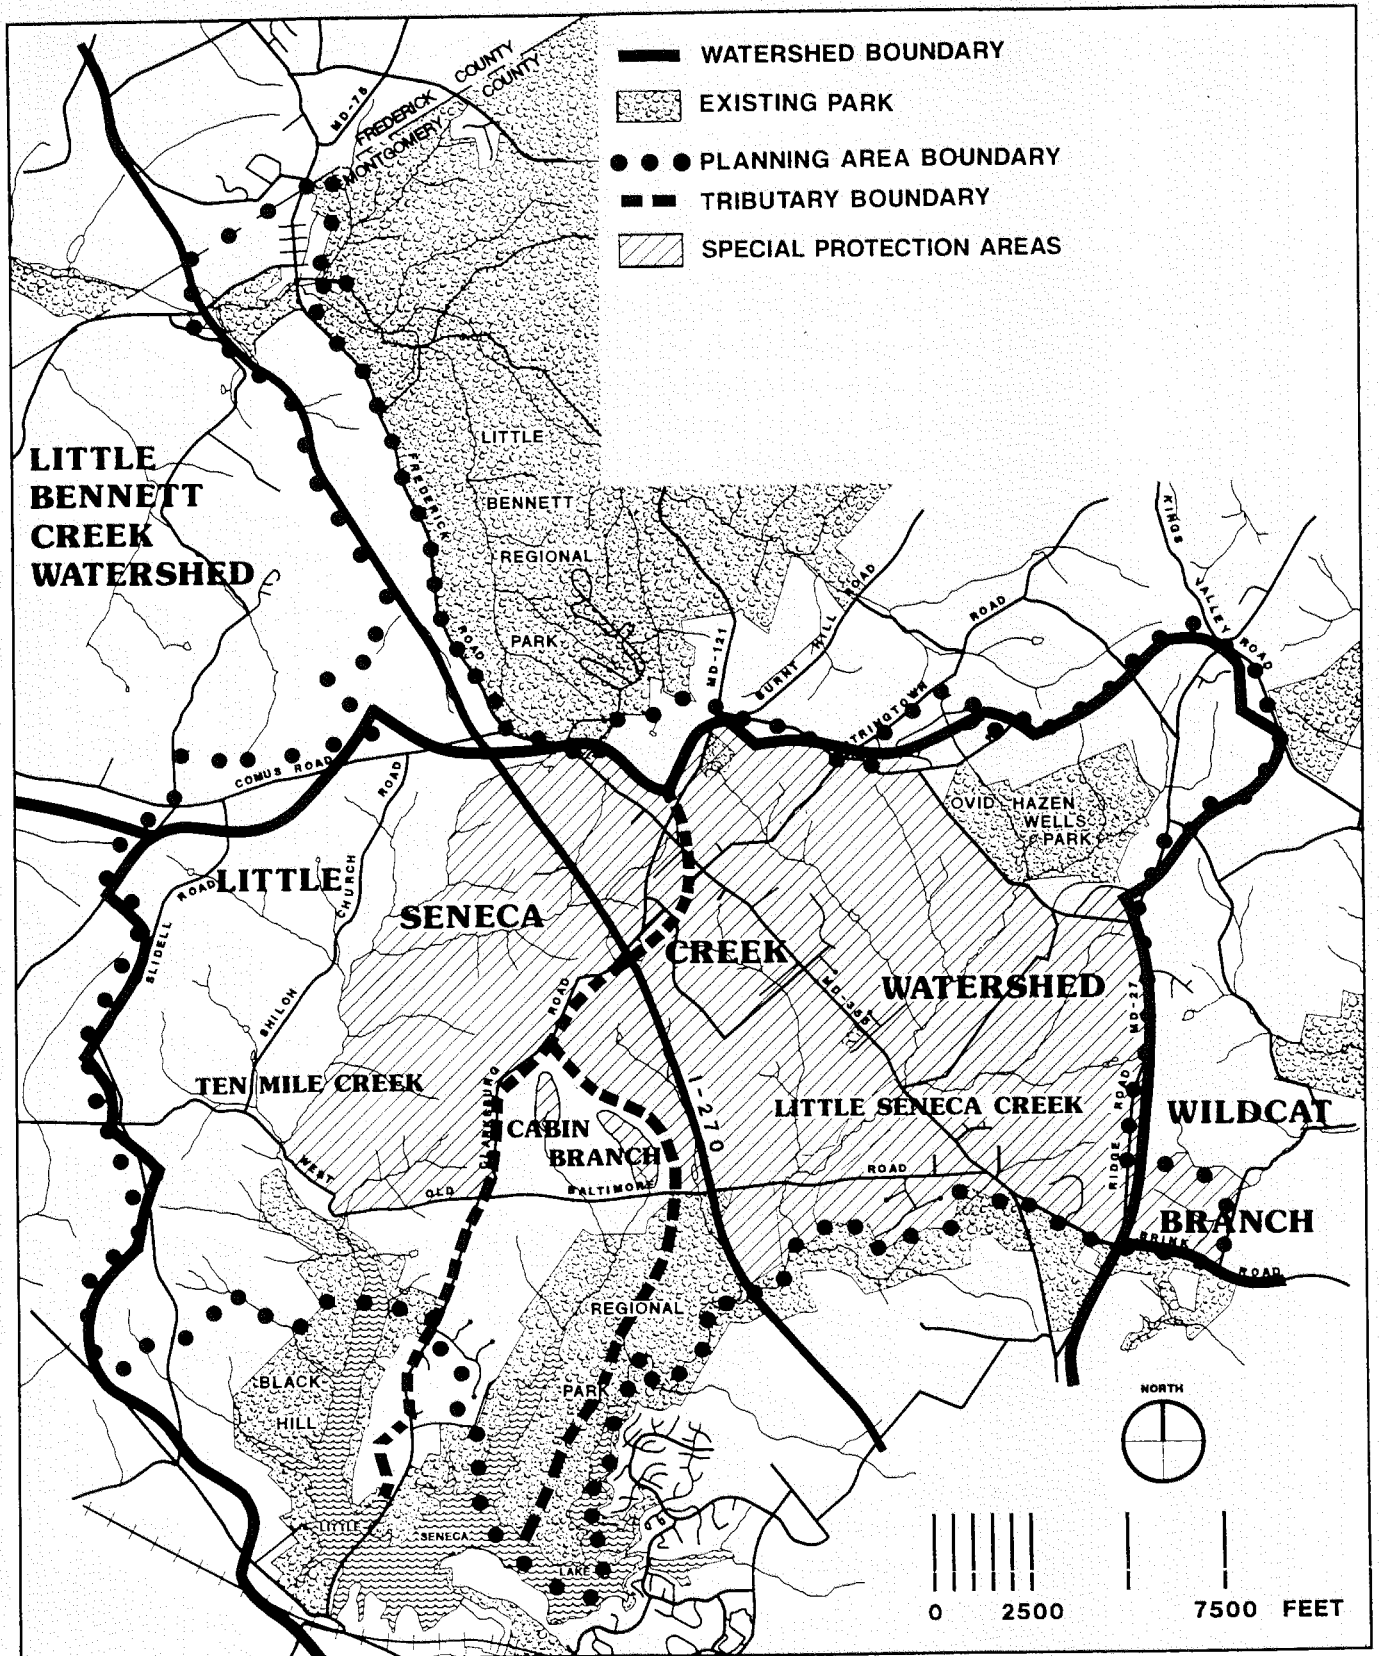 WATERSHED BOUNDARY
EXISTING PARK
PLANNING AREA BOUNDARY
TRIBUTARY BOUNDARY
SPECIAL PROTECTION AREAS
MD-75
FREDERICK COUNTY
MONTGOMERY COUNTY
LITTLE
BENNETT
CREEK
WATERSHED
LITTLE
BENNETT
REGIONAL
PARK
FREDERICK
ROAD
MD-121
BURNT HILL ROAD
ROAD
KINGS
VALLEY ROAD
COMUS ROAD
ROAD
CHURCH
SHILOH
OVID HAZEN
WELLS
PARK
LITTLE
SENECA
CREEK
WATERSHED
SLIDELL
ROAD
ROAD
CLARKSBURG
MD-355
MD-27
ROAD
RIDGE
TEN MILE CREEK
CABIN
BRANCH
I-270
LITTLE SENECA CREEK
WILDCAT
BRANCH
WEST
OLD
BALTIMORE
ROAD
BRINK
ROAD
BLACK
HILL
REGIONAL
PARK
LITTLE
SENECA
LAKE
NORTH
0 2500 7500 FEET